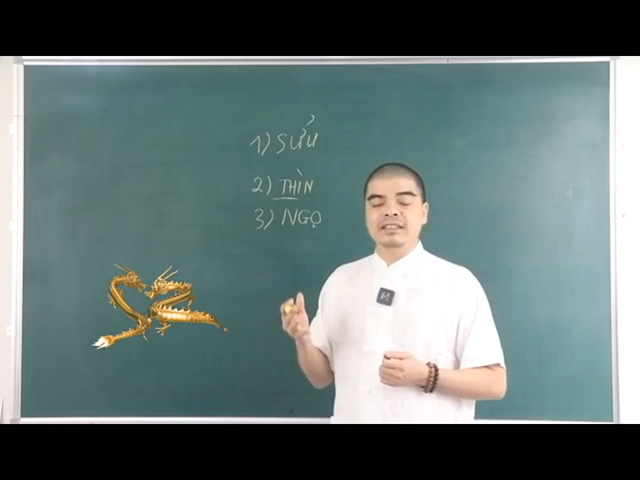 1) SỬU
2) THÌN
3) NGỌ